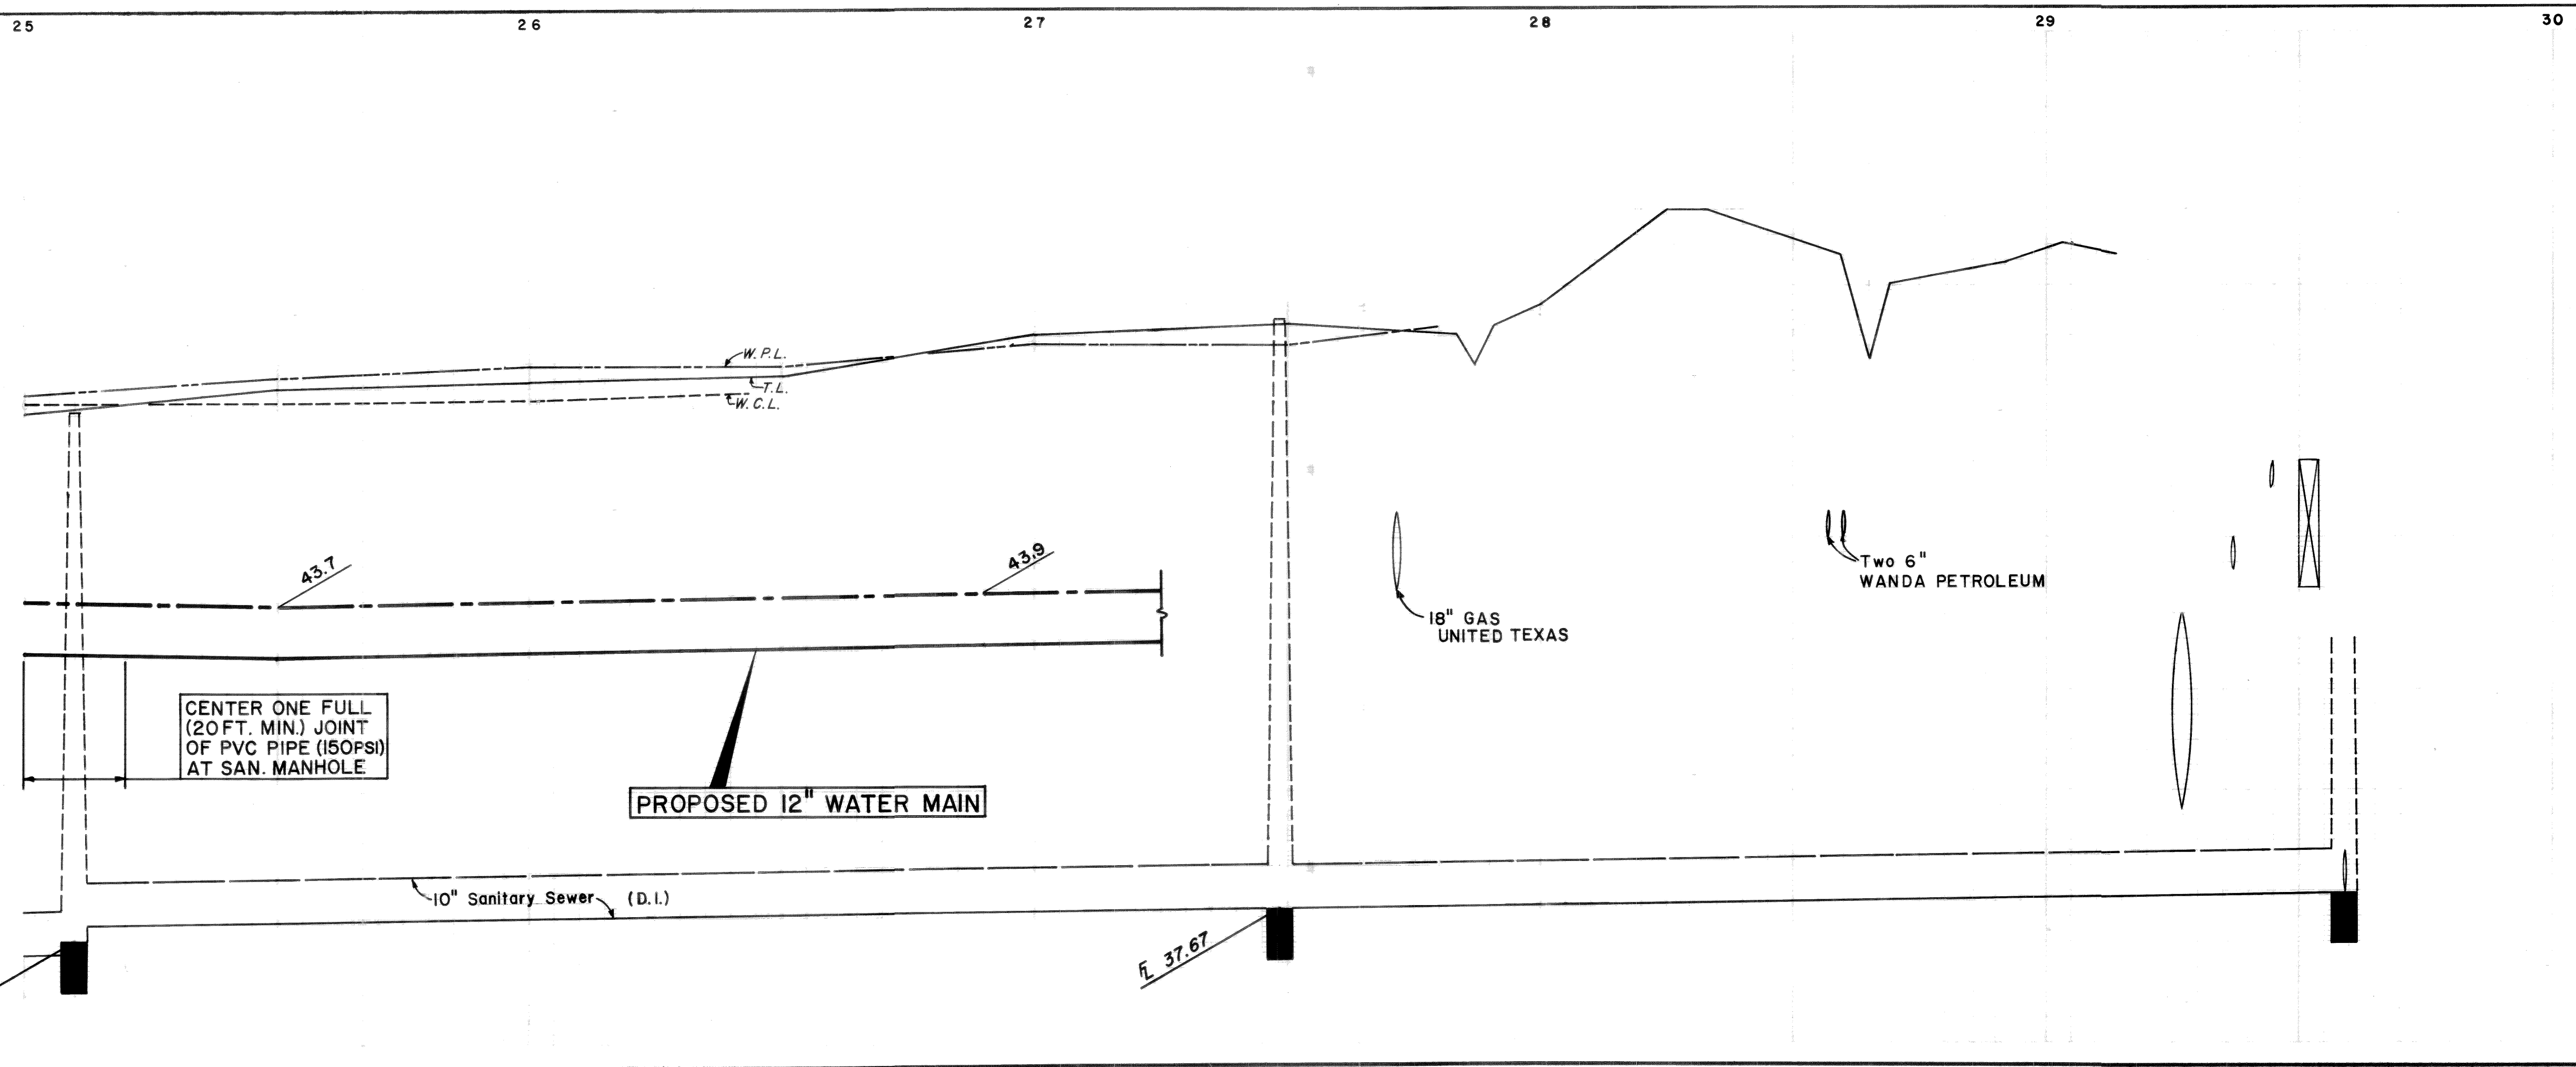 25 26 27 28 29 30
W.P.L.
T.L.
W.C.L.
43.7
43.9
Two 6"
WANDA PETROLEUM
18" GAS
UNITED TEXAS
CENTER ONE FULL
(20 FT. MIN.) JOINT
OF PVC PIPE (150PSI)
AT SAN. MANHOLE
PROPOSED 12" WATER MAIN
10" Sanitary Sewer (D.I.)
FL 37.67